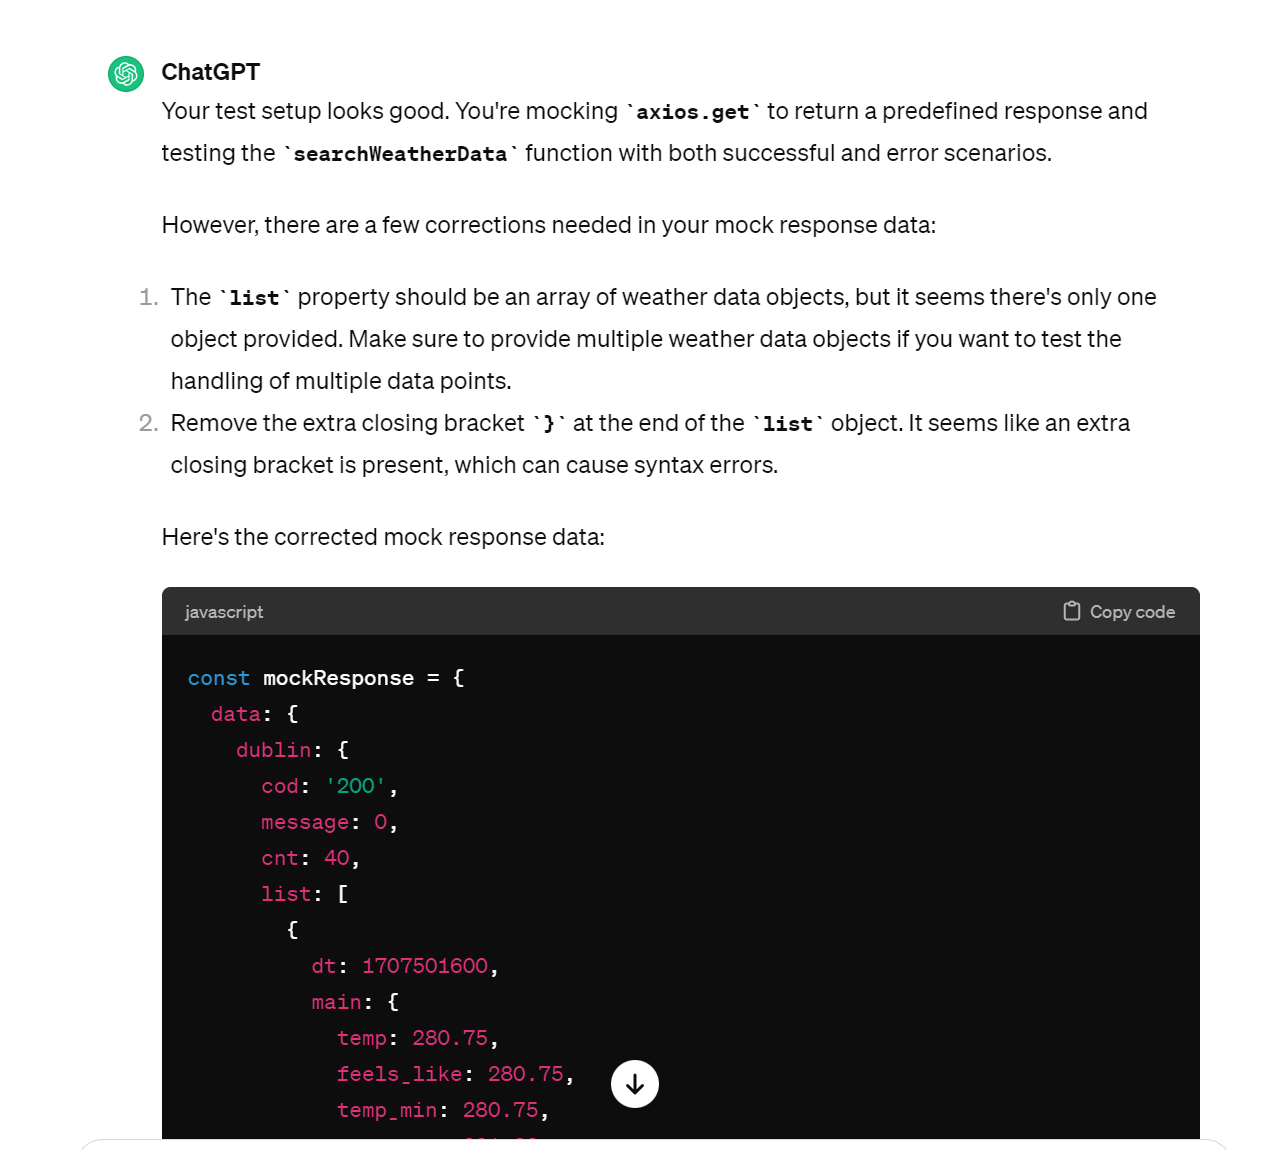 ChatGPT
Your test setup looks good. You're mocking `axios.get` to return a predefined response and
testing the `searchWeatherData` function with both successful and error scenarios.
However, there are a few corrections needed in your mock response data:
1. The `list` property should be an array of weather data objects, but it seems there's only one
object provided. Make sure to provide multiple weather data objects if you want to test the
handling of multiple data points.
2. Remove the extra closing bracket `}` at the end of the `list` object. It seems like an extra
closing bracket is present, which can cause syntax errors.
Here's the corrected mock response data:
javascript Copy code
const mockResponse = {
data: {
dublin: {
cod: '200',
message: 0,
cnt: 40,
list: [
{
dt: 1707501600,
main: {
temp: 280.75,
feels_like: 280.75,
temp_min: 280.75,